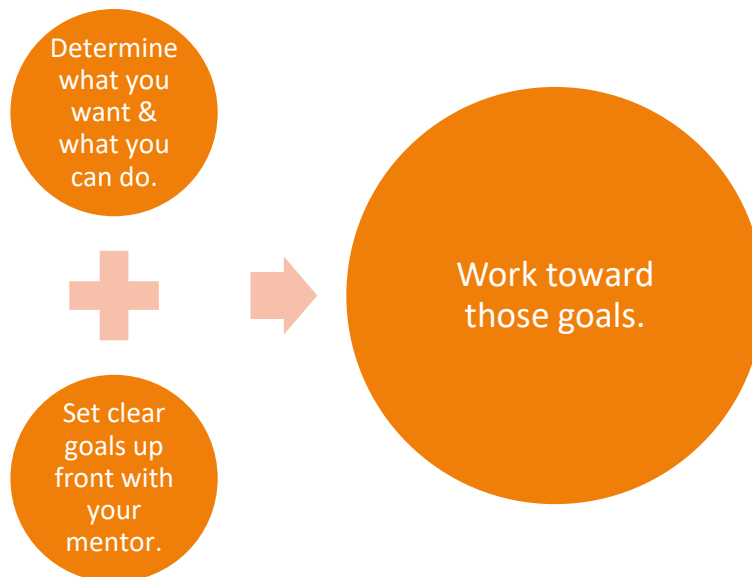 Determine
what you
want &
what you
can do.
Set clear
goals up
front with
your
mentor.
Work toward
those goals.